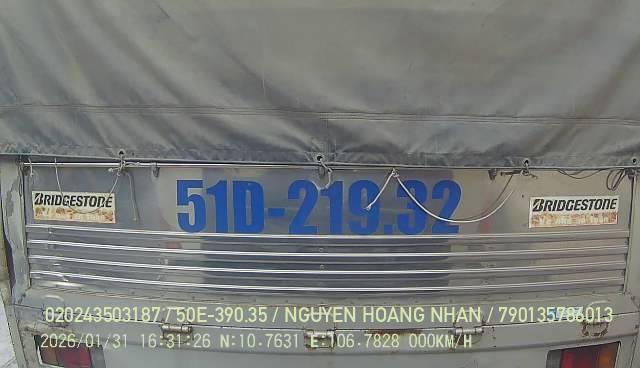 BRIDGESTONE
51D-219.32
BRIDGESTONE
020243503187 / 50E-390.35 / NGUYEN HOANG NHAN / 790135786013
2026/01/31 16:31:26 N:10.7631 E:106.7828 000KM/H